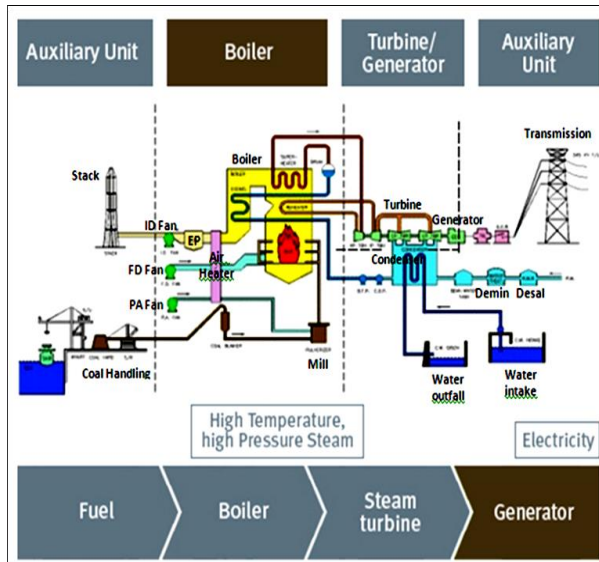 Auxiliary Unit
Boiler
Turbine/
Generator
Auxiliary
Unit
Transmission
Boiler
Stack
Turbine
ID Fan
EP
Generator
Air
Heater
Condenser
FD Fan
Demin
Desal
PA Fan
Coal Handling
Mill
Water
outfall
Water
intake
High Temperature,
high Pressure Steam
Electricity
Fuel
Boiler
Steam
turbine
Generator